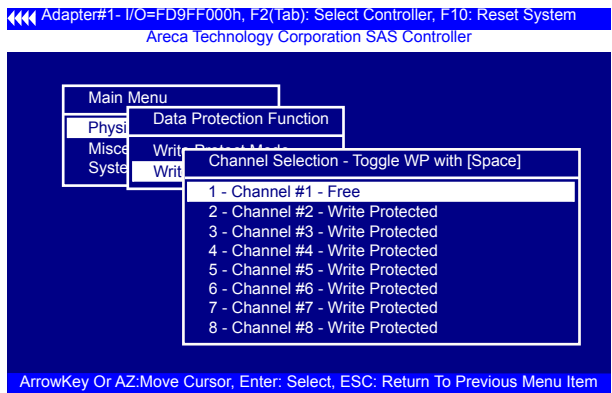 Adapter#1- I/O=FD9FF000h, F2(Tab): Select Controller, F10: Reset System
Areca Technology Corporation SAS Controller
Main Menu
Data Protection Function
Physi
Misce
Writ
Channel Selection - Toggle WP with [Space]
Syste
Writ
1 - Channel #1 - Free
2 - Channel #2 - Write Protected
3 - Channel #3 - Write Protected
4 - Channel #4 - Write Protected
5 - Channel #5 - Write Protected
6 - Channel #6 - Write Protected
7 - Channel #7 - Write Protected
8 - Channel #8 - Write Protected
ArrowKey Or AZ:Move Cursor, Enter: Select, ESC: Return To Previous Menu Item